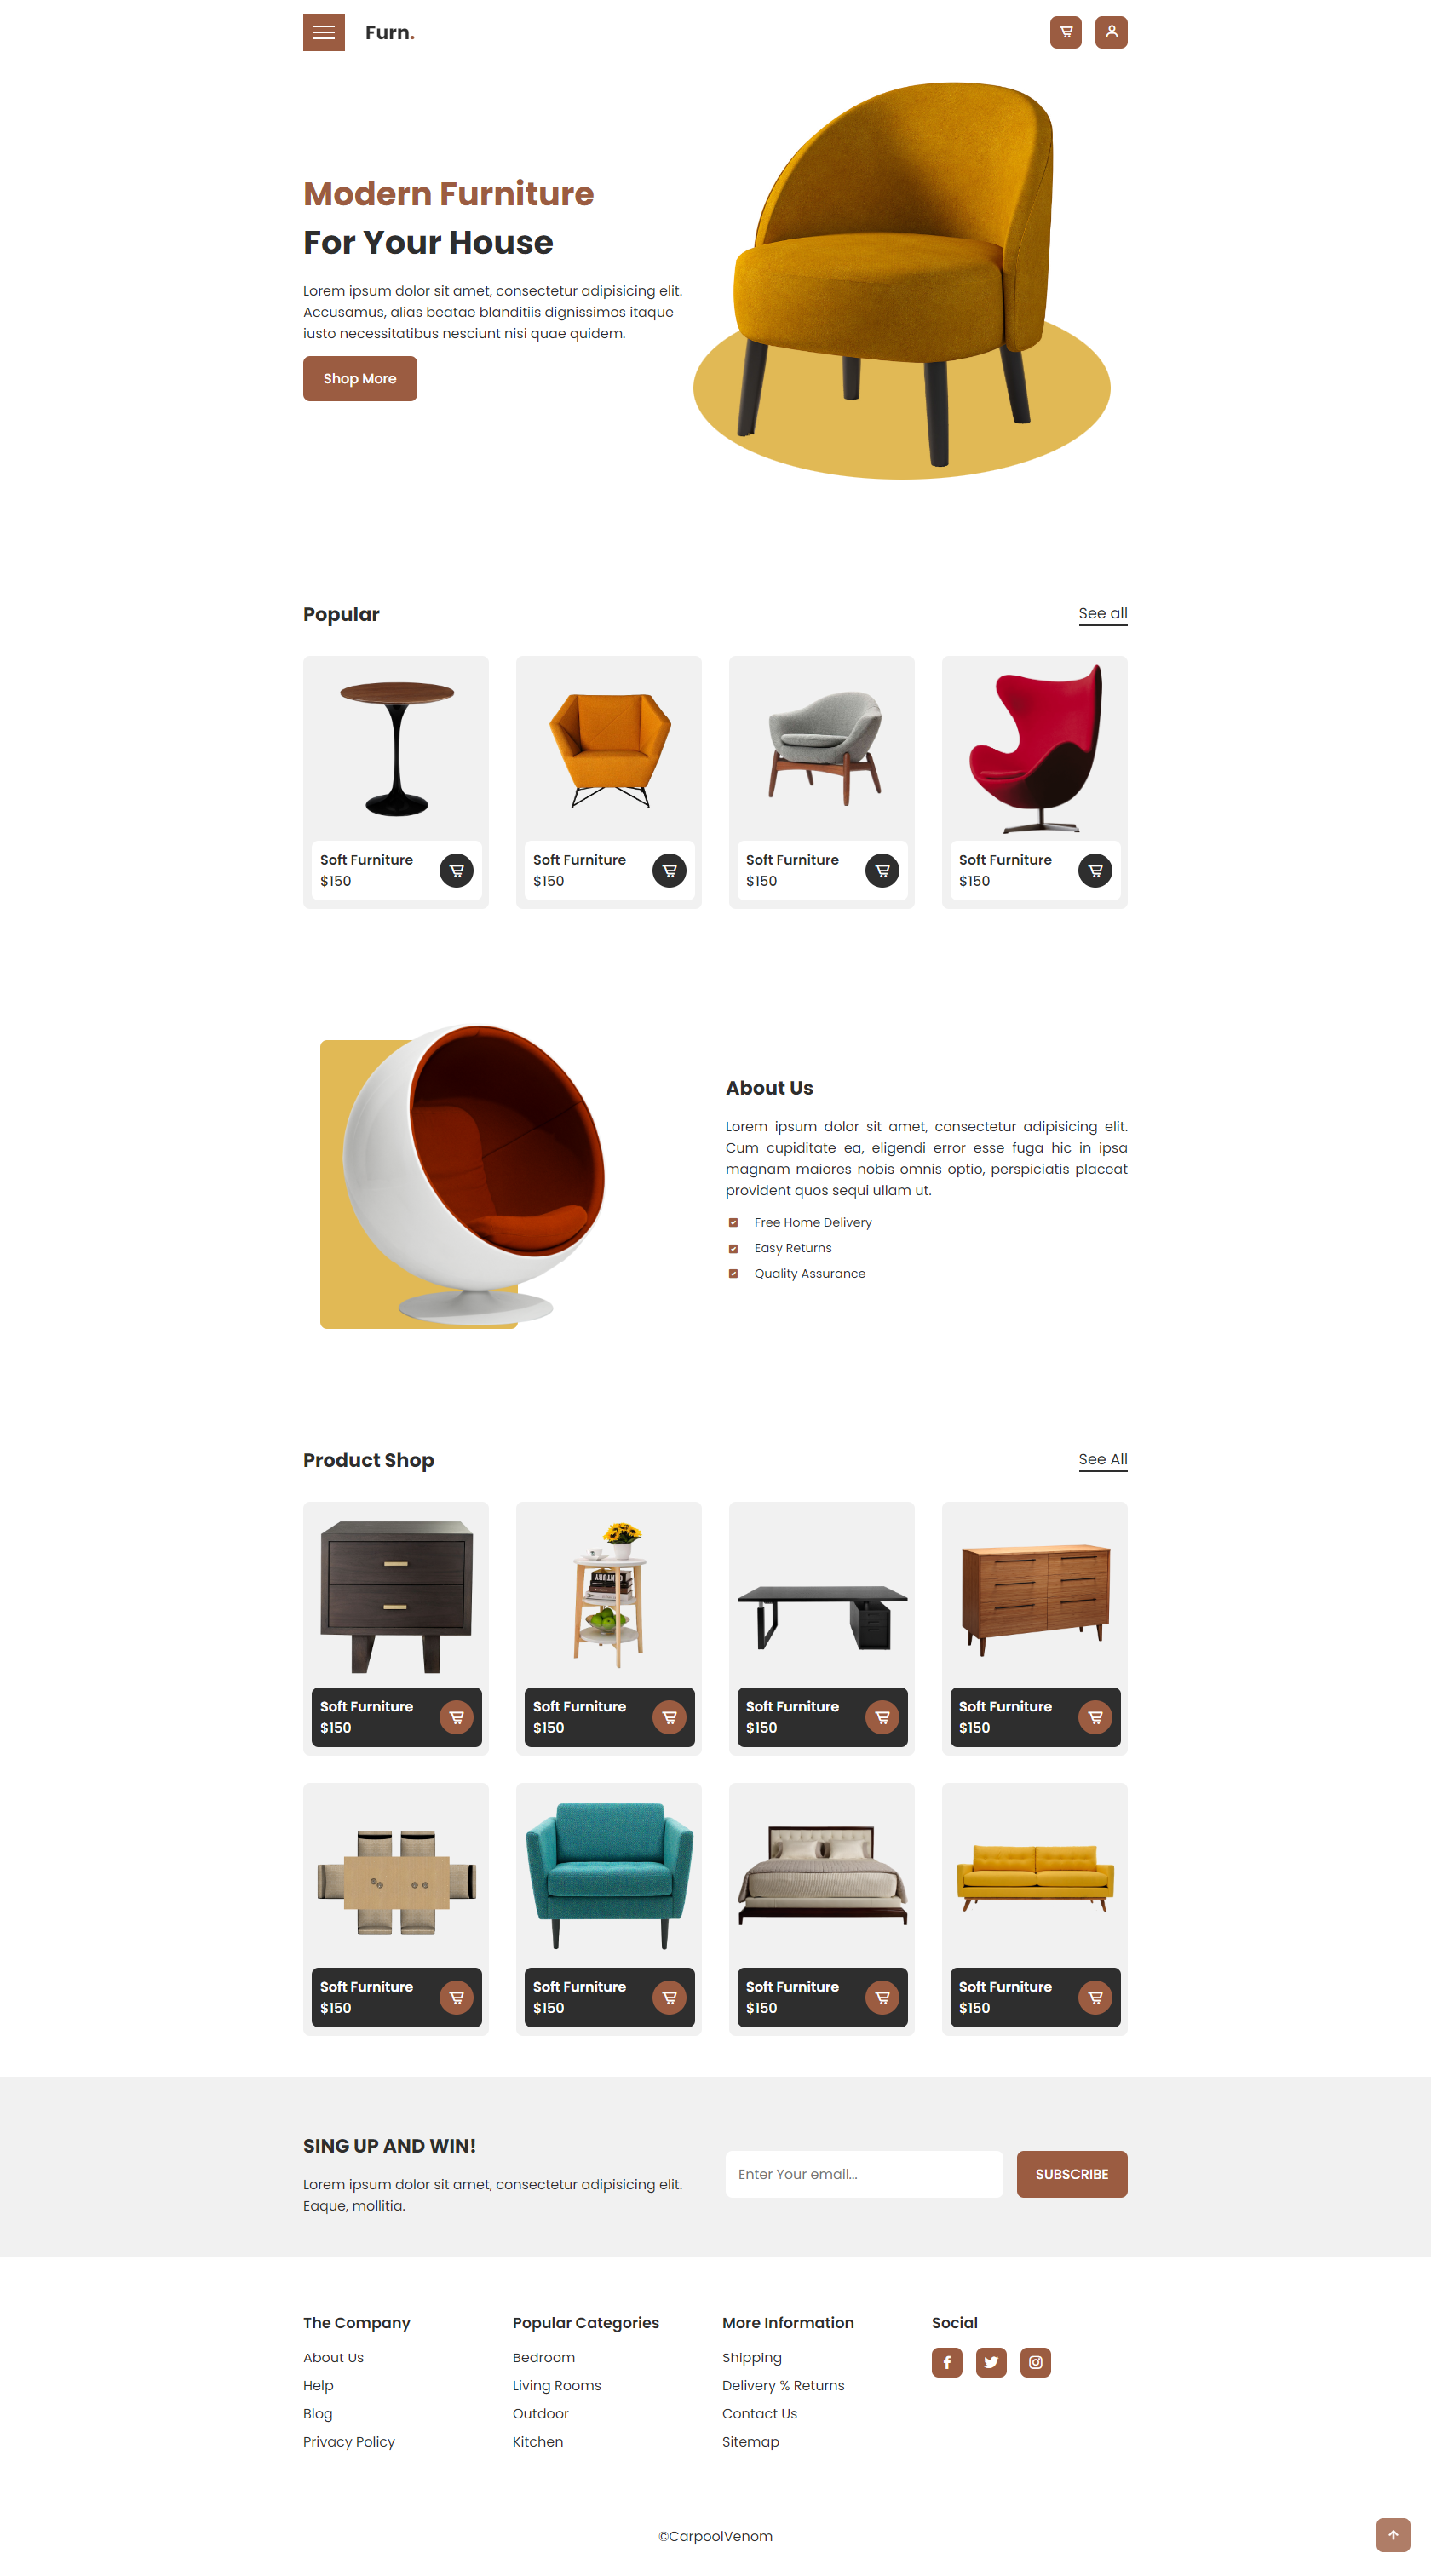 Furn.
Modern Furniture
For Your House
Lorem ipsum dolor sit amet, consectetur adipisicing elit.
Accusamus, alias beatae blanditiis dignissimos itaque
iusto necessitatibus nesciunt nisi quae quidem.
Shop More
Popular
See all
Soft Furniture
$150
Soft Furniture
$150
Soft Furniture
$150
Soft Furniture
$150
About Us
Lorem ipsum dolor sit amet, consectetur adipisicing elit.
Cum cupiditate ea, eligendi error esse fuga hic in ipsa
magnam maiores nobis omnis optio, perspiciatis placeat
provident quos sequi ullam ut.
Free Home Delivery
Easy Returns
Quality Assurance
Product Shop
See All
Soft Furniture
$150
Soft Furniture
$150
Soft Furniture
$150
Soft Furniture
$150
Soft Furniture
$150
Soft Furniture
$150
Soft Furniture
$150
Soft Furniture
$150
SING UP AND WIN!
Lorem ipsum dolor sit amet, consectetur adipisicing elit.
Eaque, mollitia.
Enter Your email...
SUBSCRIBE
The Company
About Us
Help
Blog
Privacy Policy
Popular Categories
Bedroom
Living Rooms
Outdoor
Kitchen
More Information
Shipping
Delivery % Returns
Contact Us
Sitemap
Social
©CarpoolVenom